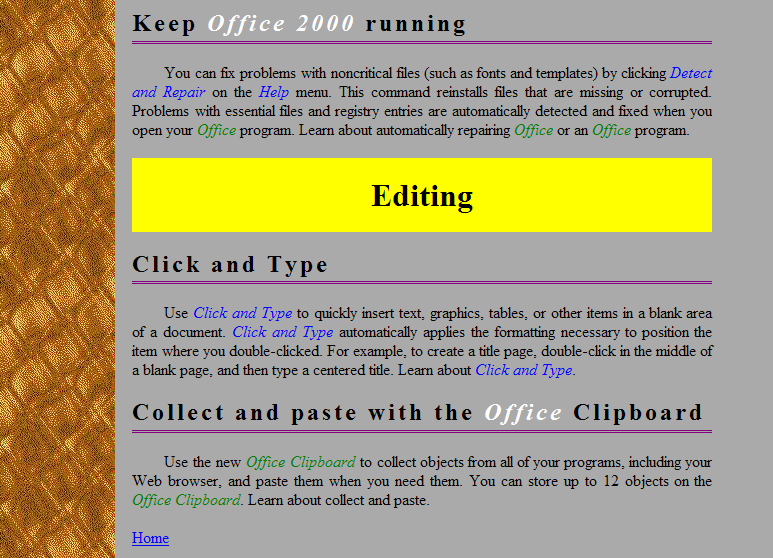 Keep Office 2000 running
You can fix problems with noncritical files (such as fonts and templates) by clicking Detect
and Repair on the Help menu. This command reinstalls files that are missing or corrupted.
Problems with essential files and registry entries are automatically detected and fixed when you
open your Office program. Learn about automatically repairing Office or an Office program.
Editing
Click and Type
Use Click and Type to quickly insert text, graphics, tables, or other items in a blank area
of a document. Click and Type automatically applies the formatting necessary to position the
item where you double-clicked. For example, to create a title page, double-click in the middle of
a blank page, and then type a centered title. Learn about Click and Type.
Collect and paste with the Office Clipboard
Use the new Office Clipboard to collect objects from all of your programs, including your
Web browser, and paste them when you need them. You can store up to 12 objects on the
Office Clipboard. Learn about collect and paste.
Home